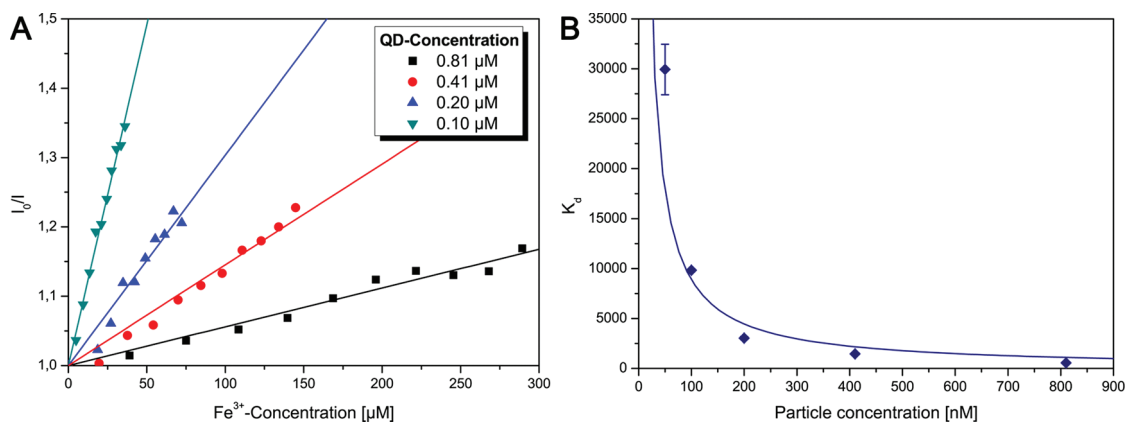 A
1,5
1,4
1,3
1,2
1,1
1,0
I₀/I
0
50
100
150
200
250
300
Fe³⁺-Concentration [µM]
QD-Concentration
0.81 µM
0.41 µM
0.20 µM
0.10 µM
B
35000
30000
25000
20000
15000
10000
5000
0
K_d
0
100
200
300
400
500
600
700
800
900
Particle concentration [nM]